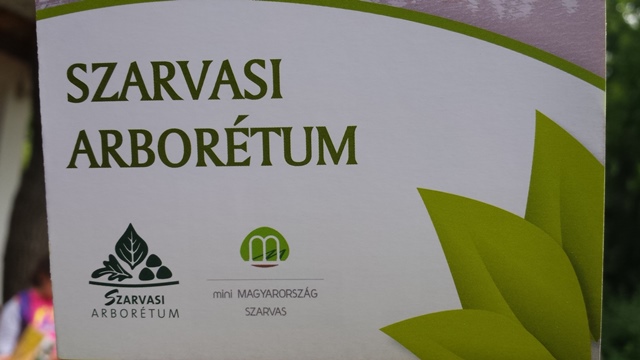 SZARVASI
ARBORÉTUM
SZARVASI
ARBORÉTUM
m
mini MAGYARORSZÁG
SZARVAS